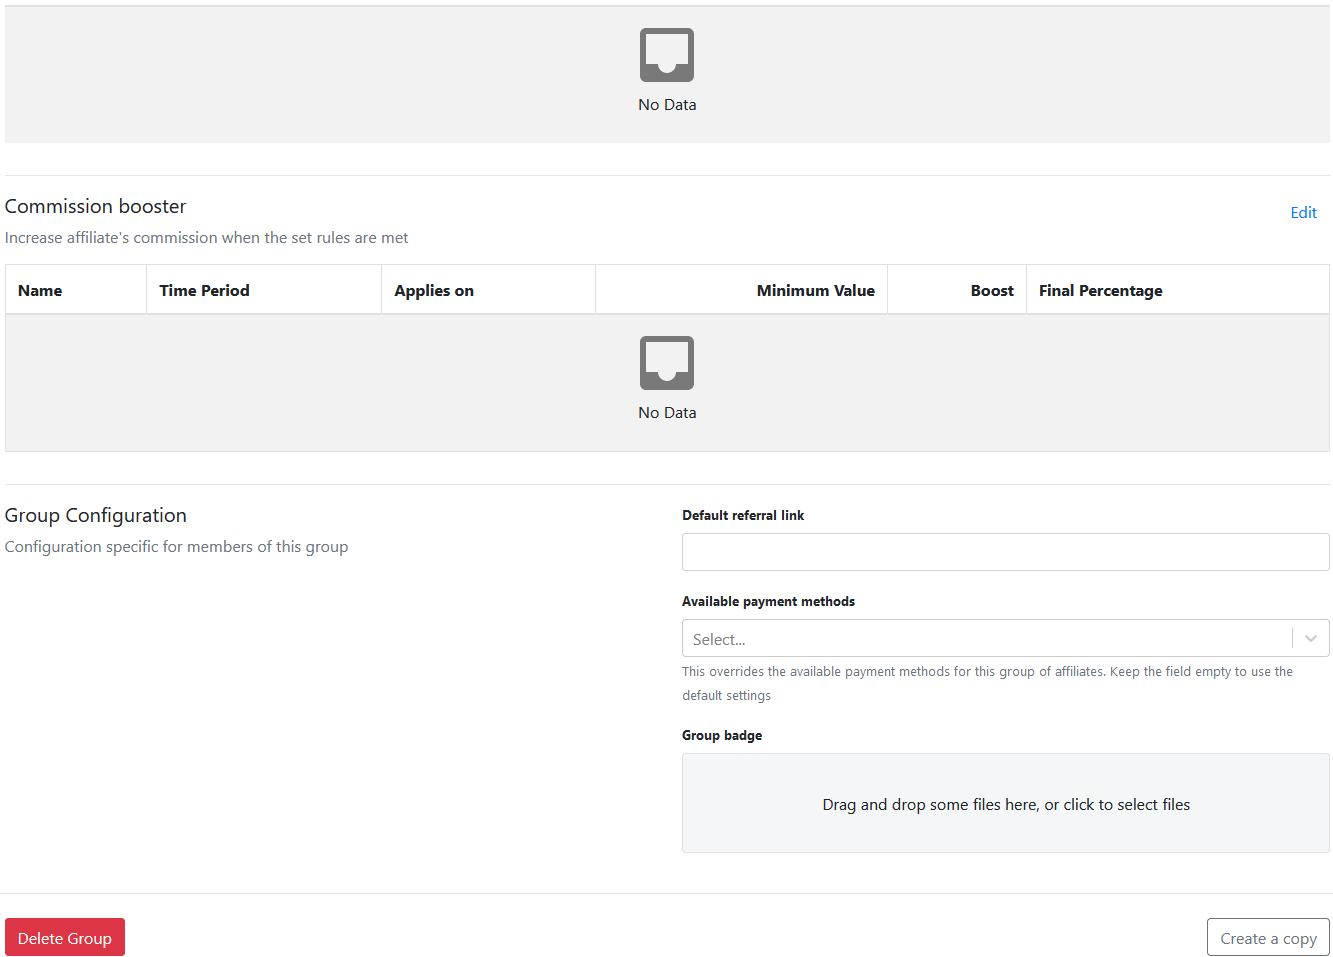 No Data
Commission booster
Edit
Increase affiliate's commission when the set rules are met
Name Time Period Applies on Minimum Value Boost Final Percentage
No Data
Group Configuration
Configuration specific for members of this group
Default referral link
Available payment methods
Select...
This overrides the available payment methods for this group of affiliates. Keep the field empty to use the
default settings
Group badge
Drag and drop some files here, or click to select files
Delete Group
Create a copy